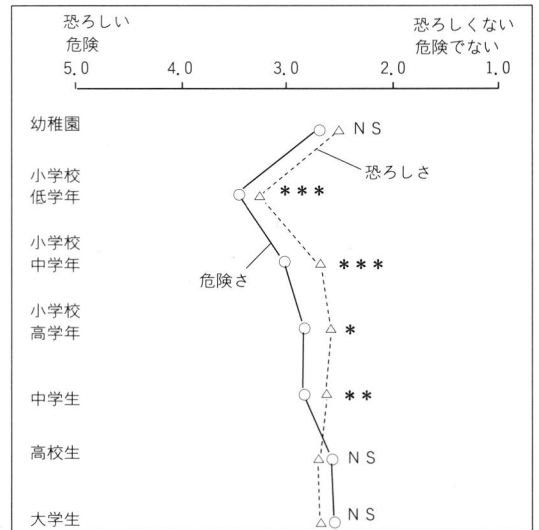 恐ろしい
危険
恐ろしくない
危険でない
5.0 4.0 3.0 2.0 1.0
幼稚園 NS
恐ろしさ
小学校
低学年 ***
小学校
中学年 ***
危険さ
小学校
高学年 *
中学生 **
高校生 NS
大学生 NS